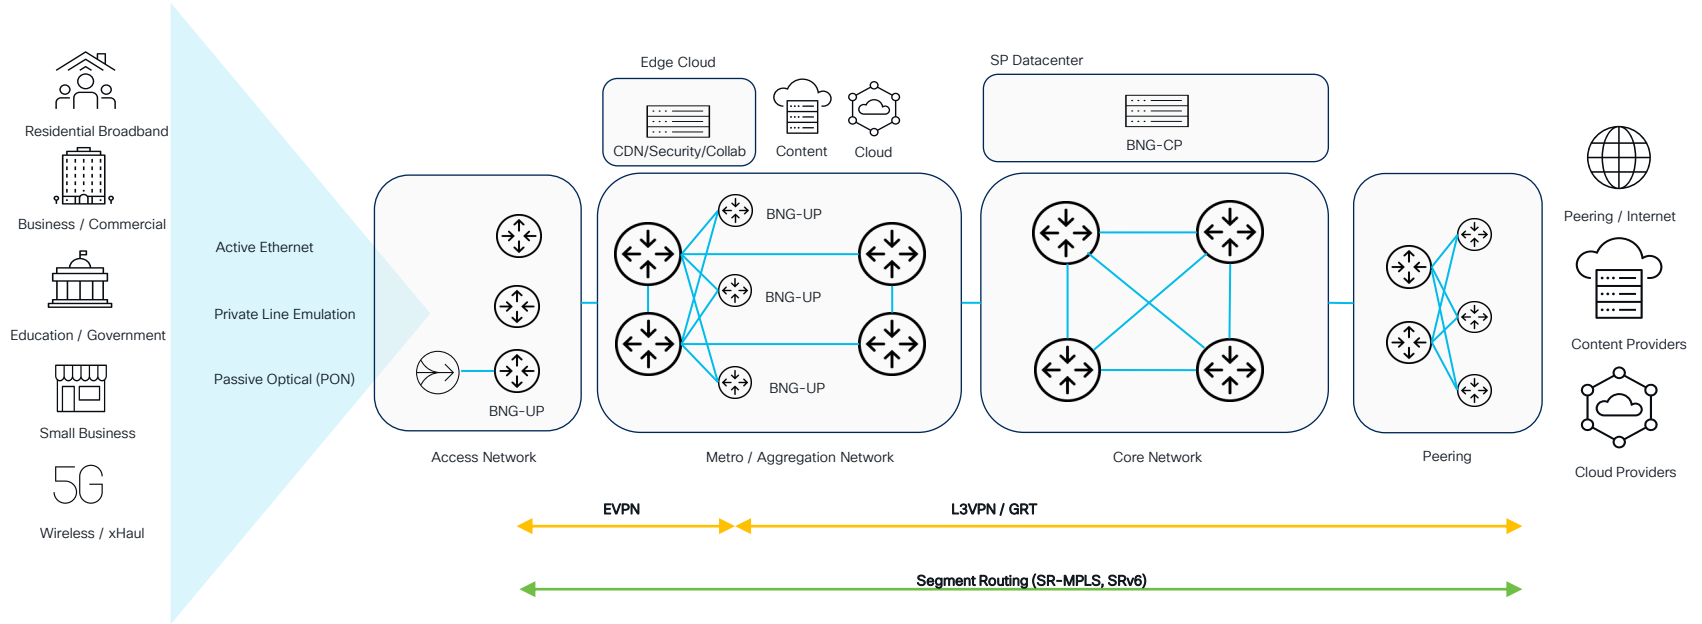 Residential Broadband
Business / Commercial
Education / Government
Small Business
5G
Wireless / xHaul
Active Ethernet
Private Line Emulation
Passive Optical (PON)
BNG-UP
Access Network
Edge Cloud
CDN/Security/Collab
Content
Cloud
BNG-UP
BNG-UP
BNG-UP
Metro / Aggregation Network
SP Datacenter
BNG-CP
Core Network
Peering
Peering / Internet
Content Providers
Cloud Providers
EVPN
L3VPN / GRT
Segment Routing (SR-MPLS, SRv6)